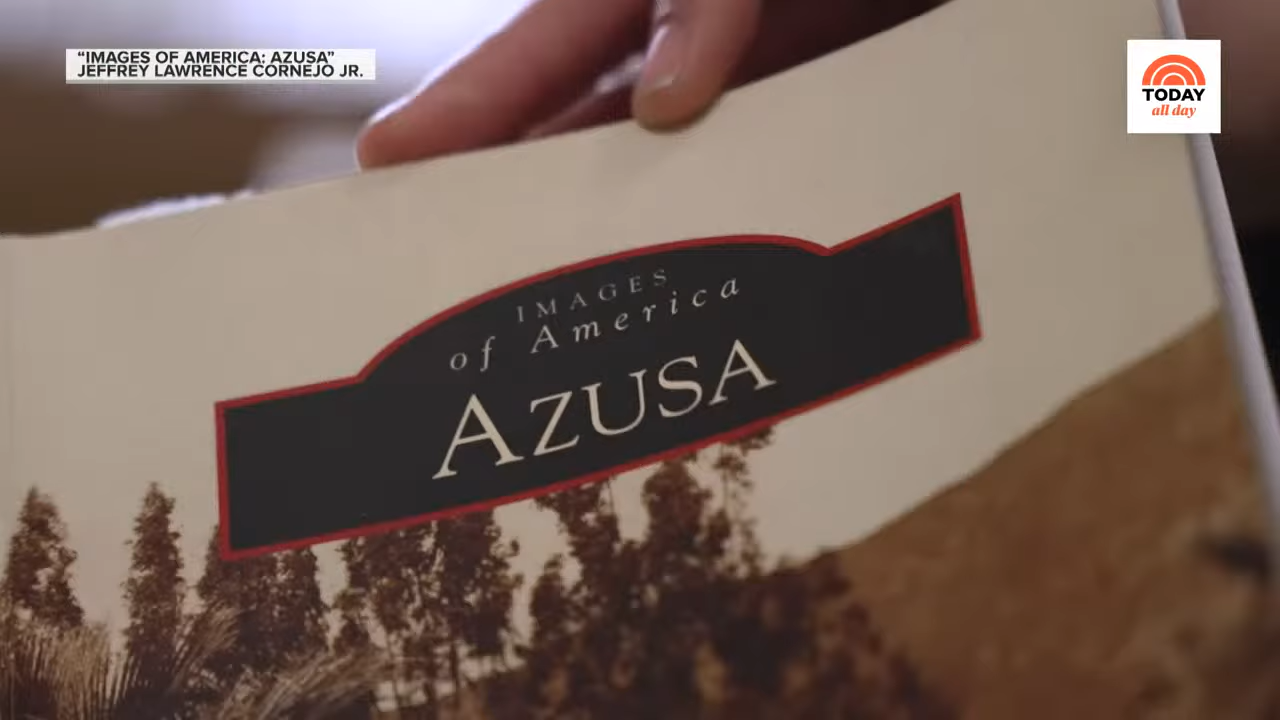 “IMAGES OF AMERICA: AZUSA”
JEFFREY LAWRENCE CORNEJO JR.
TODAY
all day
IMAGES
of America
AZUSA